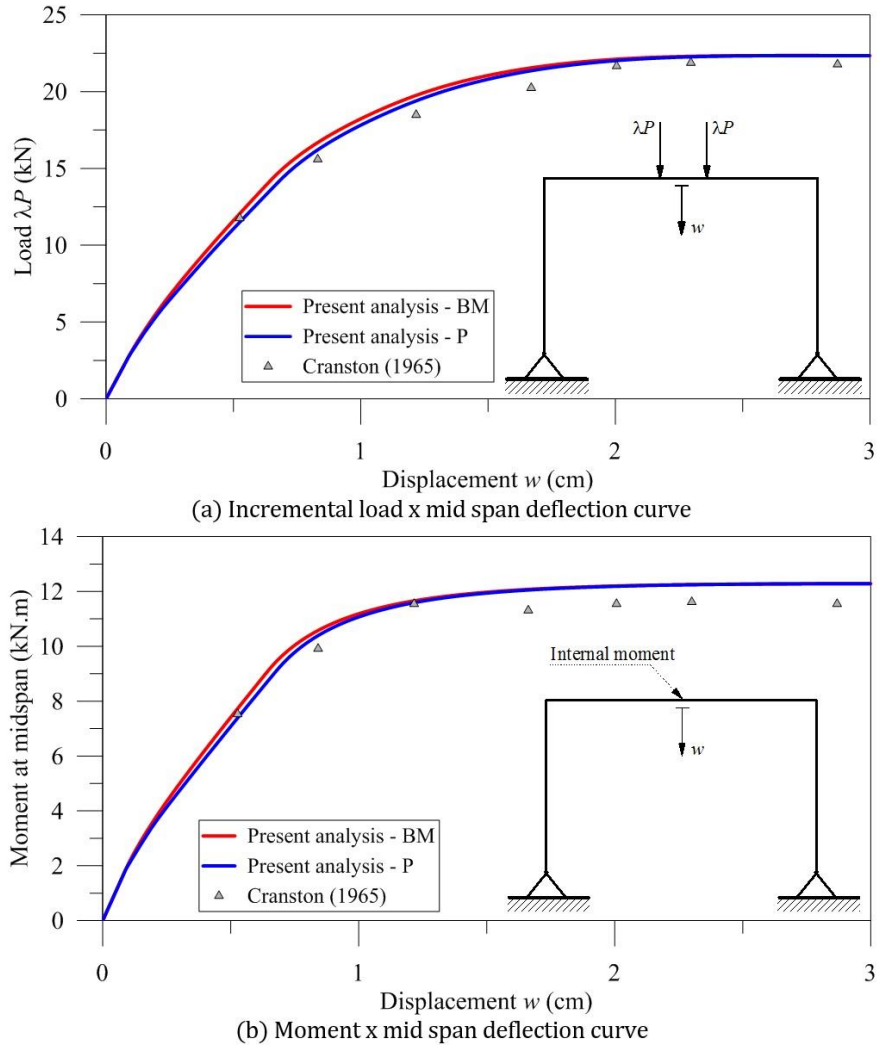 25
20
15
10
5
0
Load λP (kN)
λP λP
w
Present analysis - BM
Present analysis - P
Cranston (1965)
0 1 2 3
Displacement w (cm)
(a) Incremental load x mid span deflection curve
14
12
10
8
6
4
2
0
Moment at midspan (kN.m)
Internal moment
w
Present analysis - BM
Present analysis - P
Cranston (1965)
0 1 2 3
Displacement w (cm)
(b) Moment x mid span deflection curve